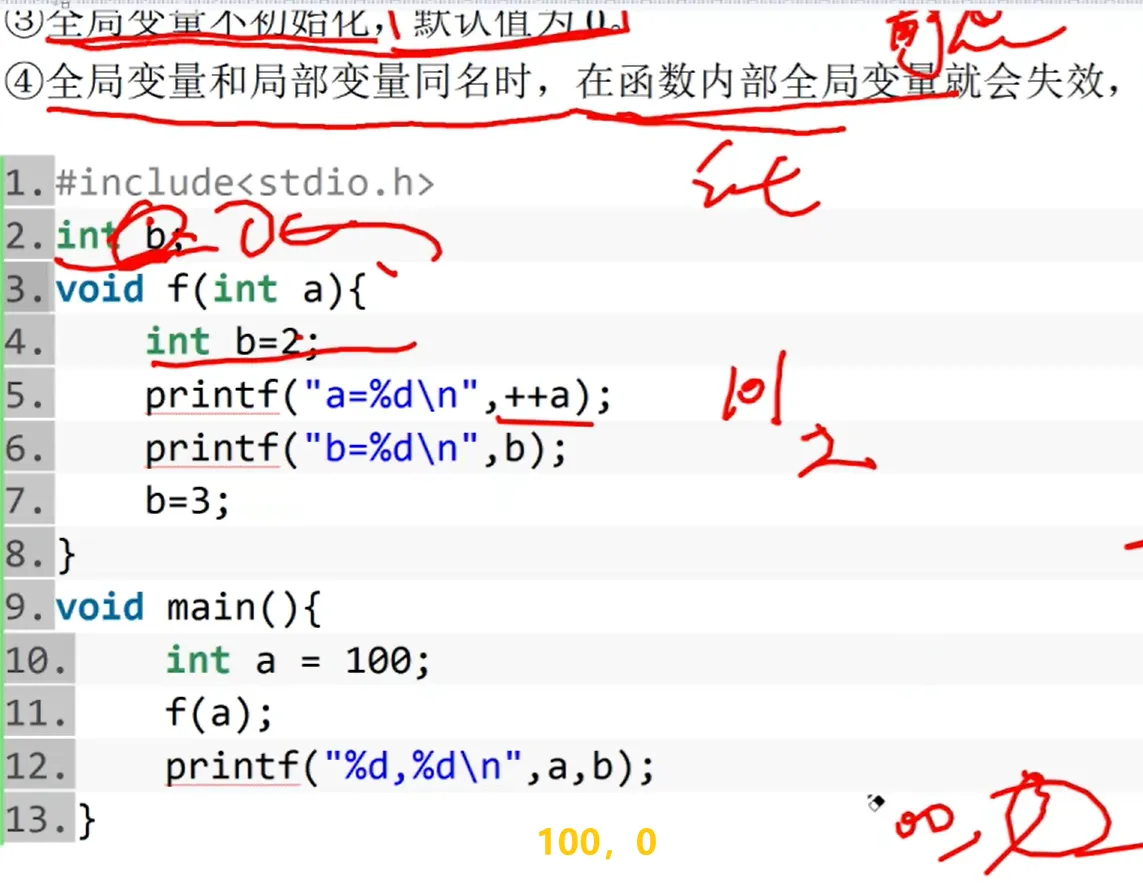 ③全局变量不初始化，默认值为0。
④全局变量和局部变量同名时，在函数内部全局变量就会失效，
int
1. #include<stdio.h>
2. int b; =0
3. void f(int a){
4. int b=2;
5. printf("a=%d\n",++a); 101
6. printf("b=%d\n",b); 2
7. b=3;
8. }
9. void main(){
10. int a = 100;
11. f(a);
12. printf("%d,%d\n",a,b);
13. }
100，0